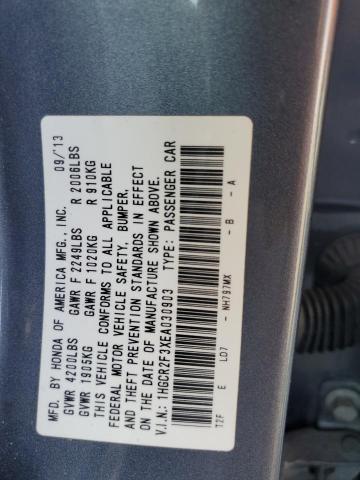 MFD. BY HONDA OF AMERICA MFG., INC. 09/'13
GVWR 4200LBS GAWR F 2249LBS R 2006LBS
GVWR 1905KG GAWR F 1020KG R 910KG
THIS VEHICLE CONFORMS TO ALL APPLICABLE
FEDERAL MOTOR VEHICLE SAFETY, BUMPER,
AND THEFT PREVENTION STANDARDS IN EFFECT
ON THE DATE OF MANUFACTURE SHOWN ABOVE.
V.I.N.: 1HGCR2F3XEA030903 TYPE: PASSENGER CAR
T2F E LD7 - NH797MX - B - A